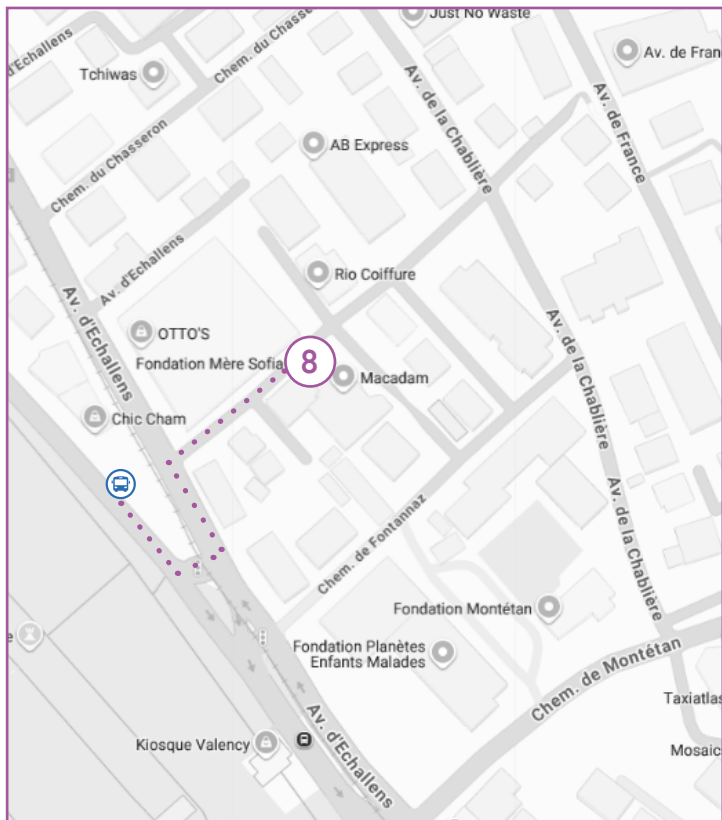 Just No Waste
d'Echallens
Chem. du Chasseron
Tchiwas
Av. de Fran
Av. de la Chablière
Av. de France
AB Express
Chem. du Chasseron
Av. d'Echallens
Rio Coiffure
Av. d'Echallens
OTTO'S
Fondation Mère Sofia
8
Macadam
Av. de la Chablière
Chic Cham
Chem. de Fontannaz
Av. de la Chablière
Fondation Montétan
e
Fondation Planètes
Enfants Malades
Chem. de Montétan
Taxiatlas
Av. d'Echallens
Kiosque Valency
Mosaic